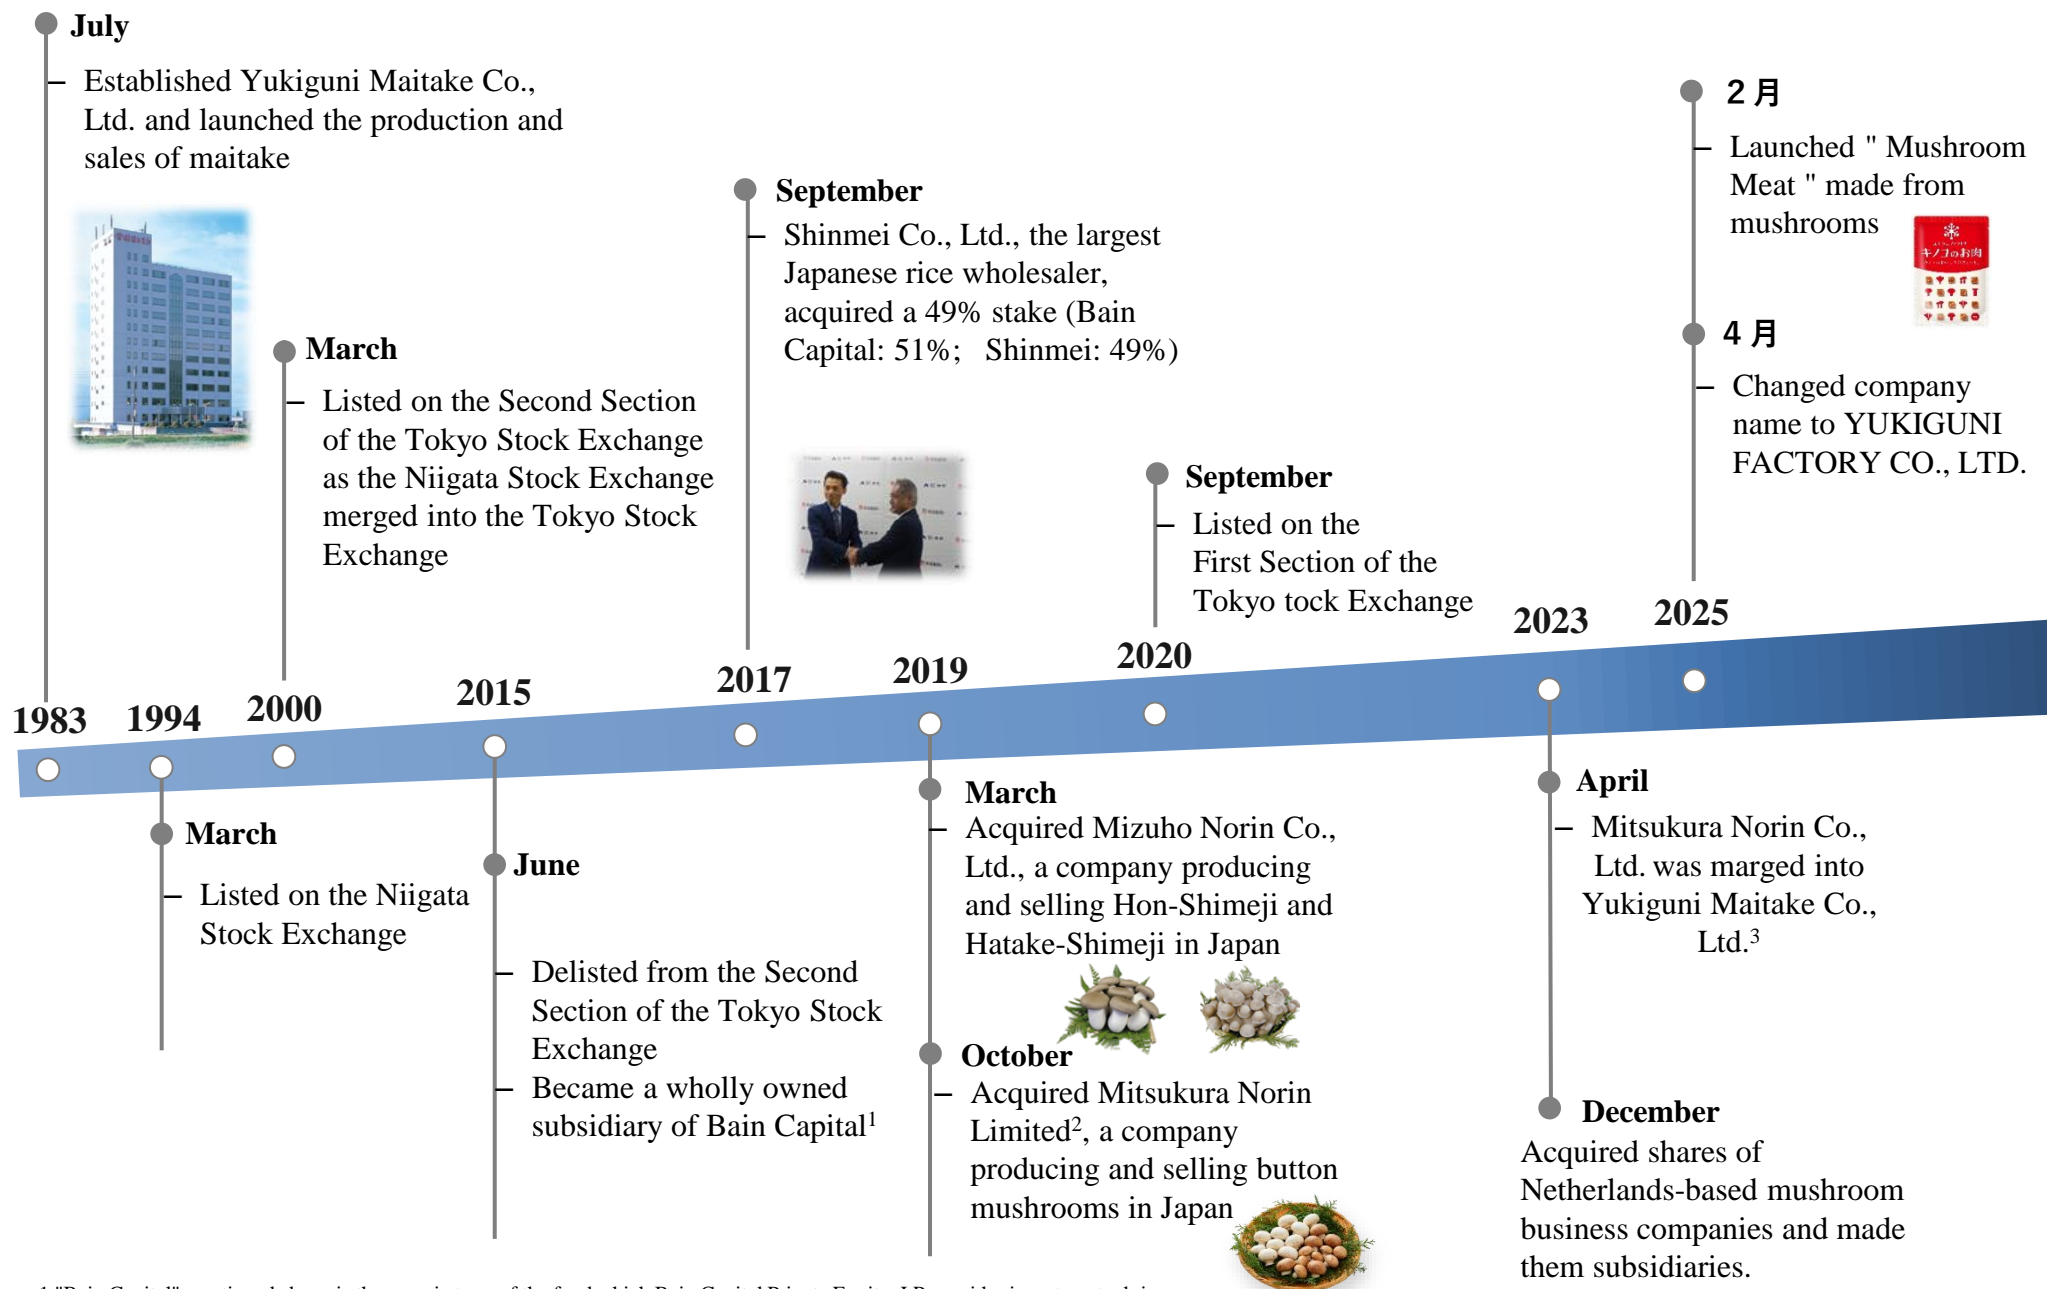 July
– Established Yukiguni Maitake Co.,
Ltd. and launched the production and
sales of maitake
March
– Listed on the Second Section
of the Tokyo Stock Exchange
as the Niigata Stock Exchange
merged into the Tokyo Stock
Exchange
September
– Shinmei Co., Ltd., the largest
Japanese rice wholesaler,
acquired a 49% stake (Bain
Capital: 51%; Shinmei: 49%)
September
– Listed on the
First Section of the
Tokyo tock Exchange
2月
– Launched " Mushroom
Meat " made from
mushrooms
キノコのお肉
4月
– Changed company
name to YUKIGUNI
FACTORY CO., LTD.
1983
1994
2000
2015
2017
2019
2020
2023
2025
March
– Listed on the Niigata
Stock Exchange
June
– Delisted from the Second
Section of the Tokyo Stock
Exchange
– Became a wholly owned
subsidiary of Bain Capital1
March
– Acquired Mizuho Norin Co.,
Ltd., a company producing
and selling Hon-Shimeji and
Hatake-Shimeji in Japan
October
– Acquired Mitsukura Norin
Limited2, a company
producing and selling button
mushrooms in Japan
April
– Mitsukura Norin Co.,
Ltd. was marged into
Yukiguni Maitake Co.,
Ltd.3
December
Acquired shares of
Netherlands-based mushroom
business companies and made
them subsidiaries.